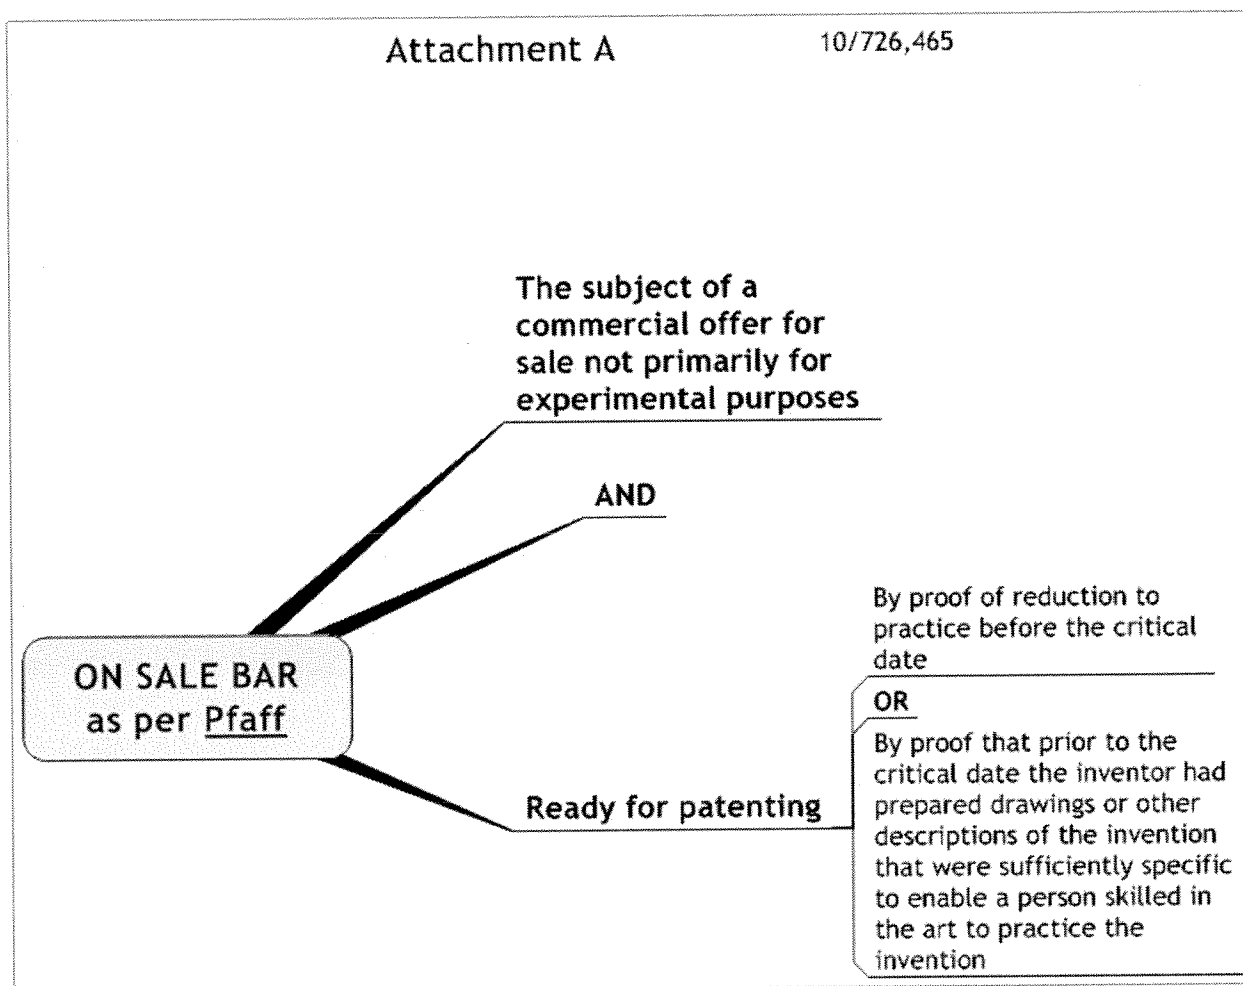 Attachment A
10/726,465
The subject of a
commercial offer for
sale not primarily for
experimental purposes
AND
ON SALE BAR
as per Pfaff
Ready for patenting
By proof of reduction to
practice before the critical
date
OR
By proof that prior to the
critical date the inventor had
prepared drawings or other
descriptions of the invention
that were sufficiently specific
to enable a person skilled in
the art to practice the
invention